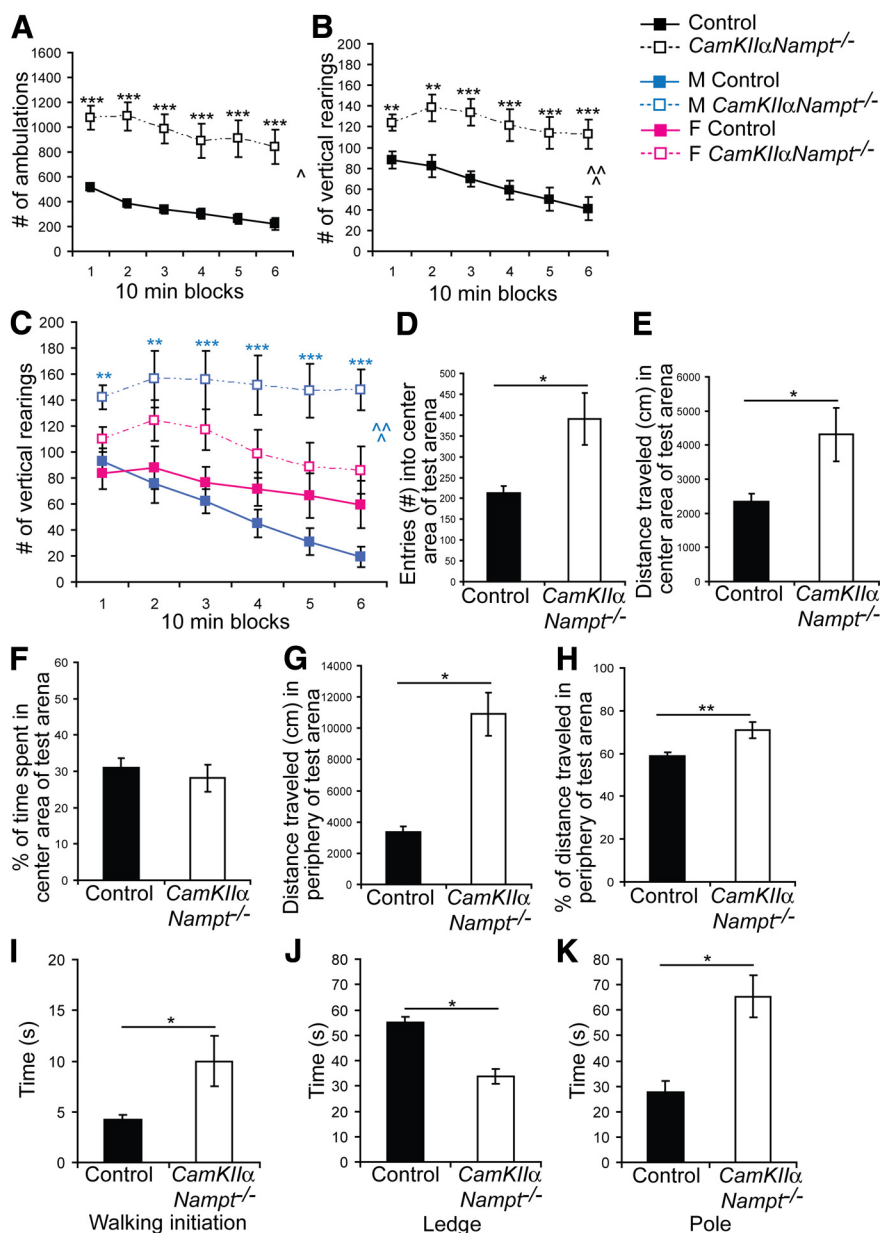 A
# of ambulations
1600
1400
1200
1000
800
600
400
200
0
*** *** *** *** *** ***
^
1 2 3 4 5 6
10 min blocks
B
# of vertical rearings
200
180
160
140
120
100
80
60
40
20
0
** ** *** *** *** ***
^^
^
1 2 3 4 5 6
10 min blocks
Control
CamKIIαNampt-/-
M Control
M CamKIIαNampt-/-
F Control
F CamKIIαNampt-/-
C
# of vertical rearings
200
180
160
140
120
100
80
60
40
20
0
** ** *** *** *** ***
^^
^
1 2 3 4 5 6
10 min blocks
D
Entries (#) into center
area of test arena
500
450
400
350
300
250
200
150
100
50
0
*
Control CamKIIα
Nampt-/-
E
Distance traveled (cm) in
center area of test arena
6000
5000
4000
3000
2000
1000
0
*
Control CamKIIα
Nampt-/-
F
% of time spent in
center area of test arena
60
50
40
30
20
10
0
Control CamKIIα
Nampt-/-
G
Distance traveled (cm) in
periphery of test arena
14000
12000
10000
8000
6000
4000
2000
0
*
Control CamKIIα
Nampt-/-
H
% of distance traveled in
periphery of test arena
100
80
60
40
20
0
**
Control CamKIIα
Nampt-/-
I
Time (s)
20
15
10
5
0
*
Control CamKIIα
Nampt-/-
Walking initiation
J
Time (s)
80
70
60
50
40
30
20
10
0
*
Control CamKIIα
Nampt-/-
Ledge
K
Time (s)
80
70
60
50
40
30
20
10
0
*
Control CamKIIα
Nampt-/-
Pole